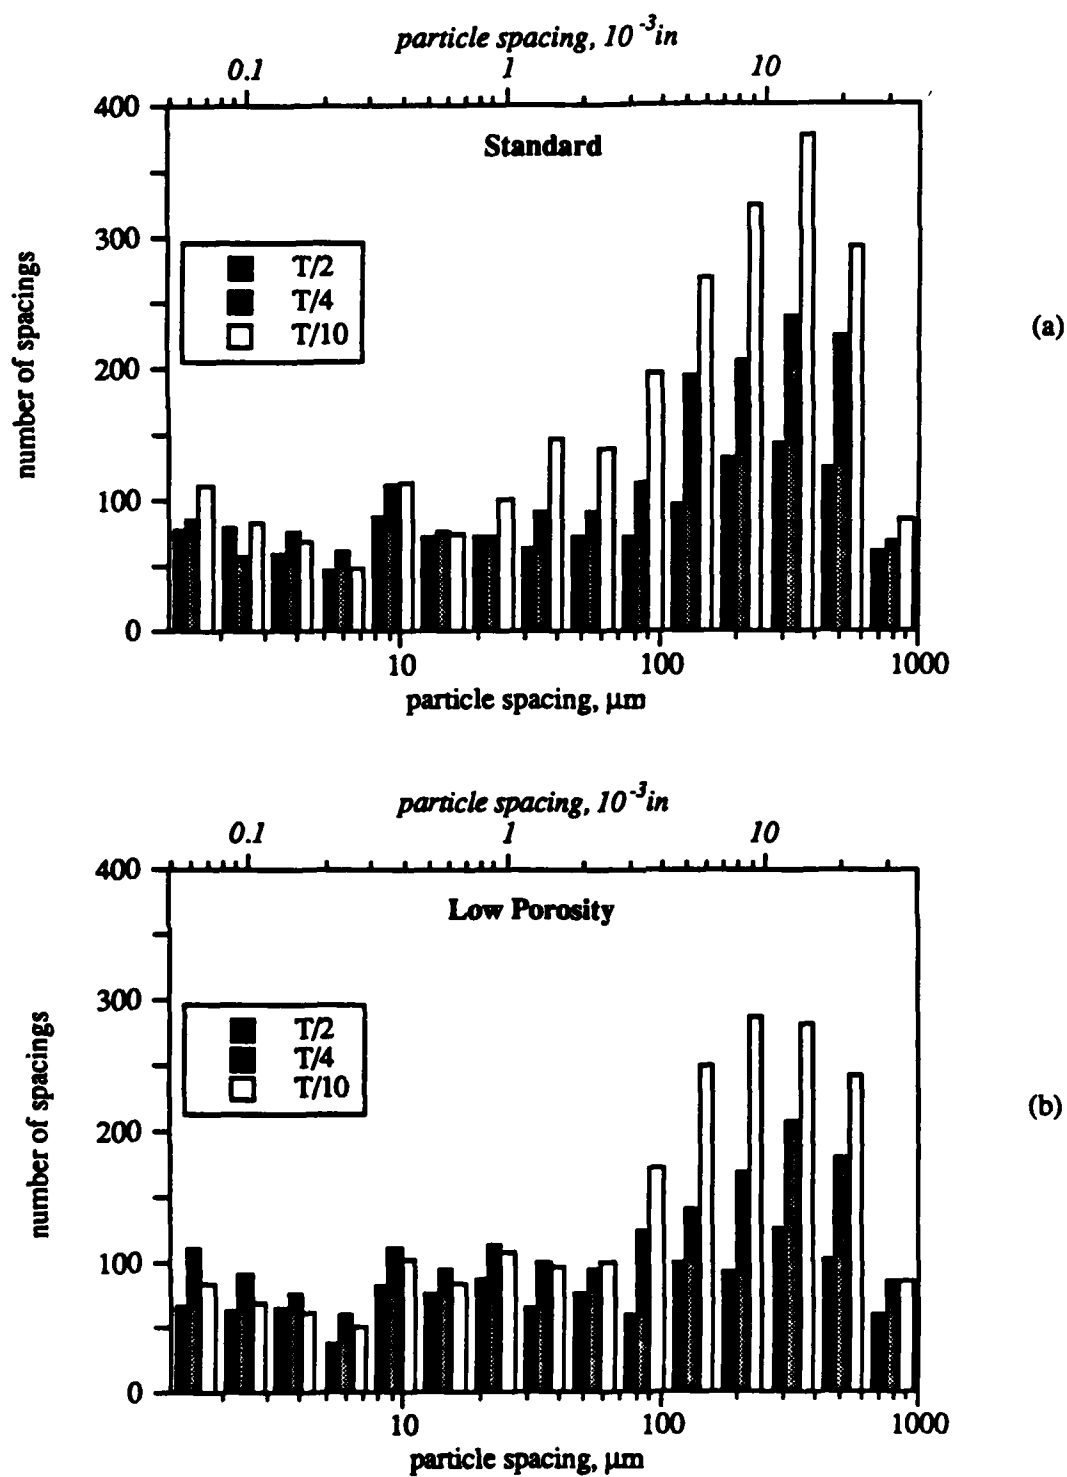 particle spacing, 10⁻³in
0.1 1 10
400
Standard
300
T/2
T/4
T/10
number of spacings
(a)
200
100
0
10 100 1000
particle spacing, µm
particle spacing, 10⁻³in
0.1 1 10
400
Low Porosity
300
T/2
T/4
T/10
number of spacings
(b)
200
100
0
10 100 1000
particle spacing, µm